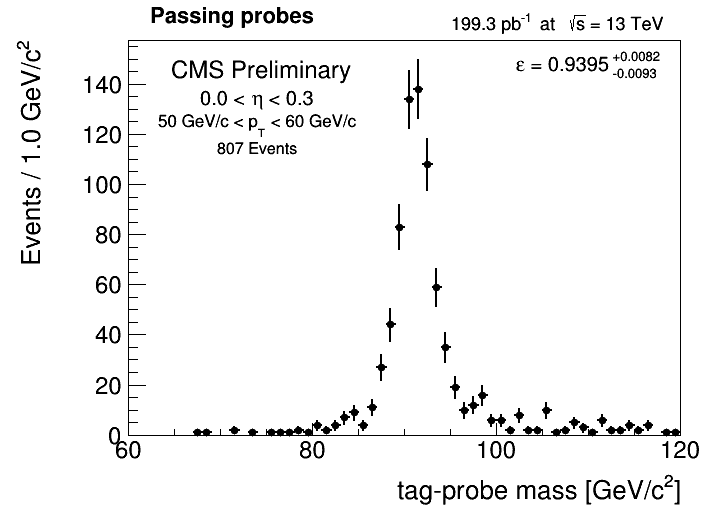 Passing probes
199.3 pb⁻¹ at √s = 13 TeV
CMS Preliminary
0.0 < η < 0.3
50 GeV/c < p_T < 60 GeV/c
807 Events
ε = 0.9395 +0.0082 -0.0093
Events / 1.0 GeV/c²
140
120
100
80
60
40
20
0
60 80 100 120
tag-probe mass [GeV/c²]